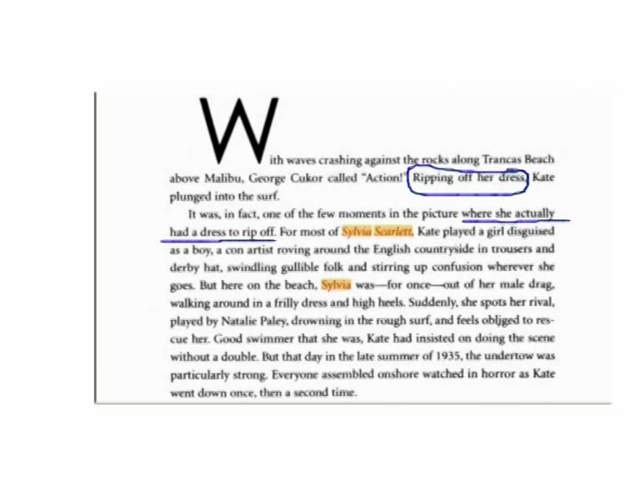 With waves crashing against the rocks along Trancas Beach
above Malibu, George Cukor called "Action!" Ripping off her dress, Kate
plunged into the surf.
It was, in fact, one of the few moments in the picture where she actually
had a dress to rip off. For most of Sylvia Scarlett, Kate played a girl disguised
as a boy, a con artist roving around the English countryside in trousers and
derby hat, swindling gullible folk and stirring up confusion wherever she
goes. But here on the beach, Sylvia was—for once—out of her male drag,
walking around in a frilly dress and high heels. Suddenly, she spots her rival,
played by Natalie Paley, drowning in the rough surf, and feels obliged to res-
cue her. Good swimmer that she was, Kate had insisted on doing the scene
without a double. But that day in the late summer of 1935, the undertow was
particularly strong. Everyone assembled onshore watched in horror as Kate
went down once, then a second time.